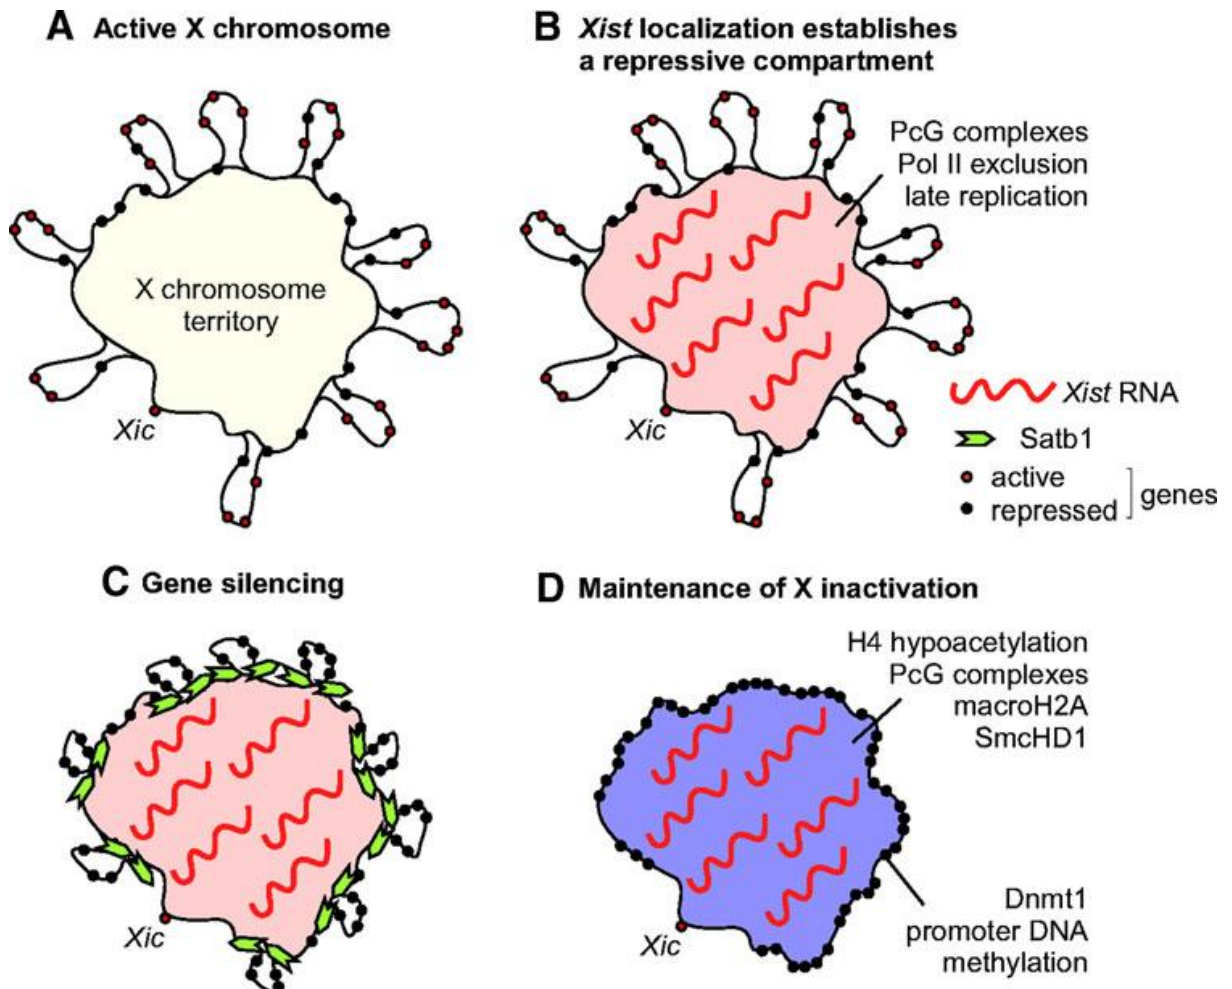 A Active X chromosome
X chromosome
territory
Xic
B Xist localization establishes
a repressive compartment
PcG complexes
Pol II exclusion
late replication
Xic
Xist RNA
Satb1
active
repressed
genes
C Gene silencing
Xic
D Maintenance of X inactivation
H4 hypoacetylation
PcG complexes
macroH2A
SmcHD1
Xic
Dnmt1
promoter DNA
methylation